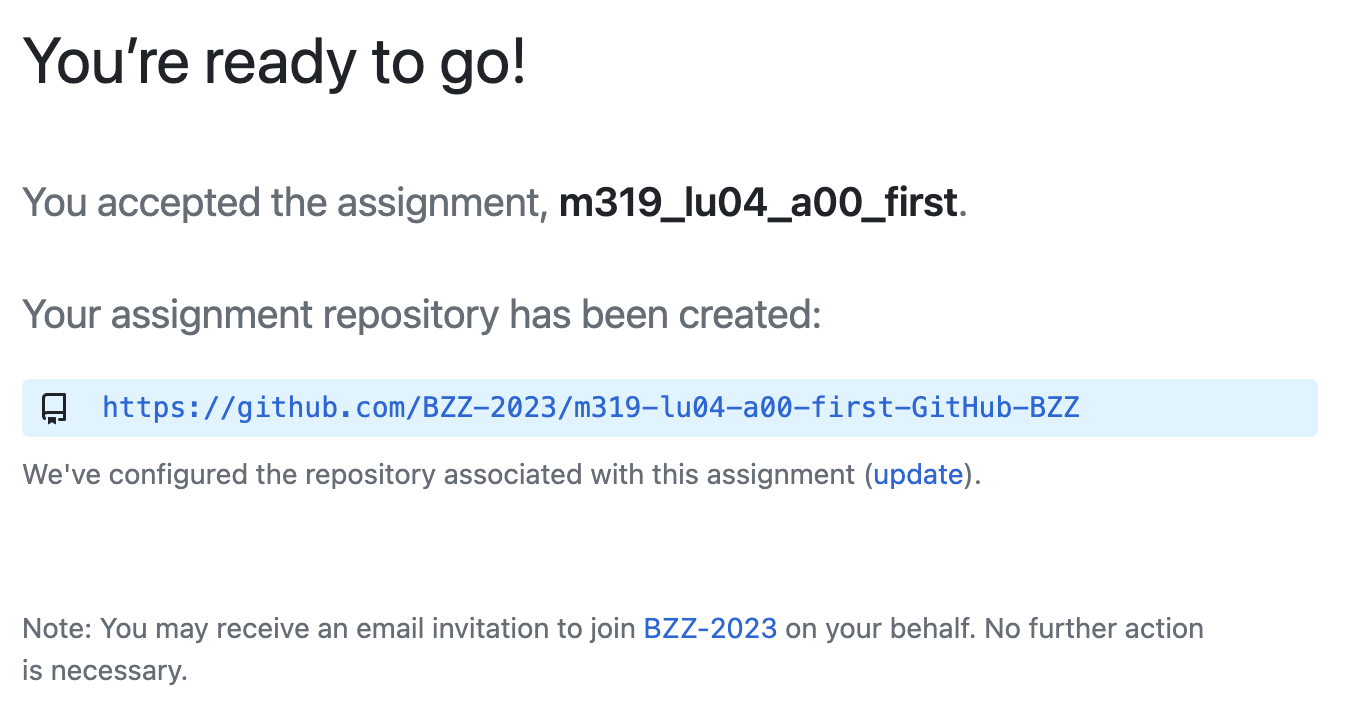 You’re ready to go!
You accepted the assignment, m319_lu04_a00_first.
Your assignment repository has been created:
https://github.com/BZZ-2023/m319-lu04-a00-first-GitHub-BZZ
We've configured the repository associated with this assignment (update).
Note: You may receive an email invitation to join BZZ-2023 on your behalf. No further action
is necessary.